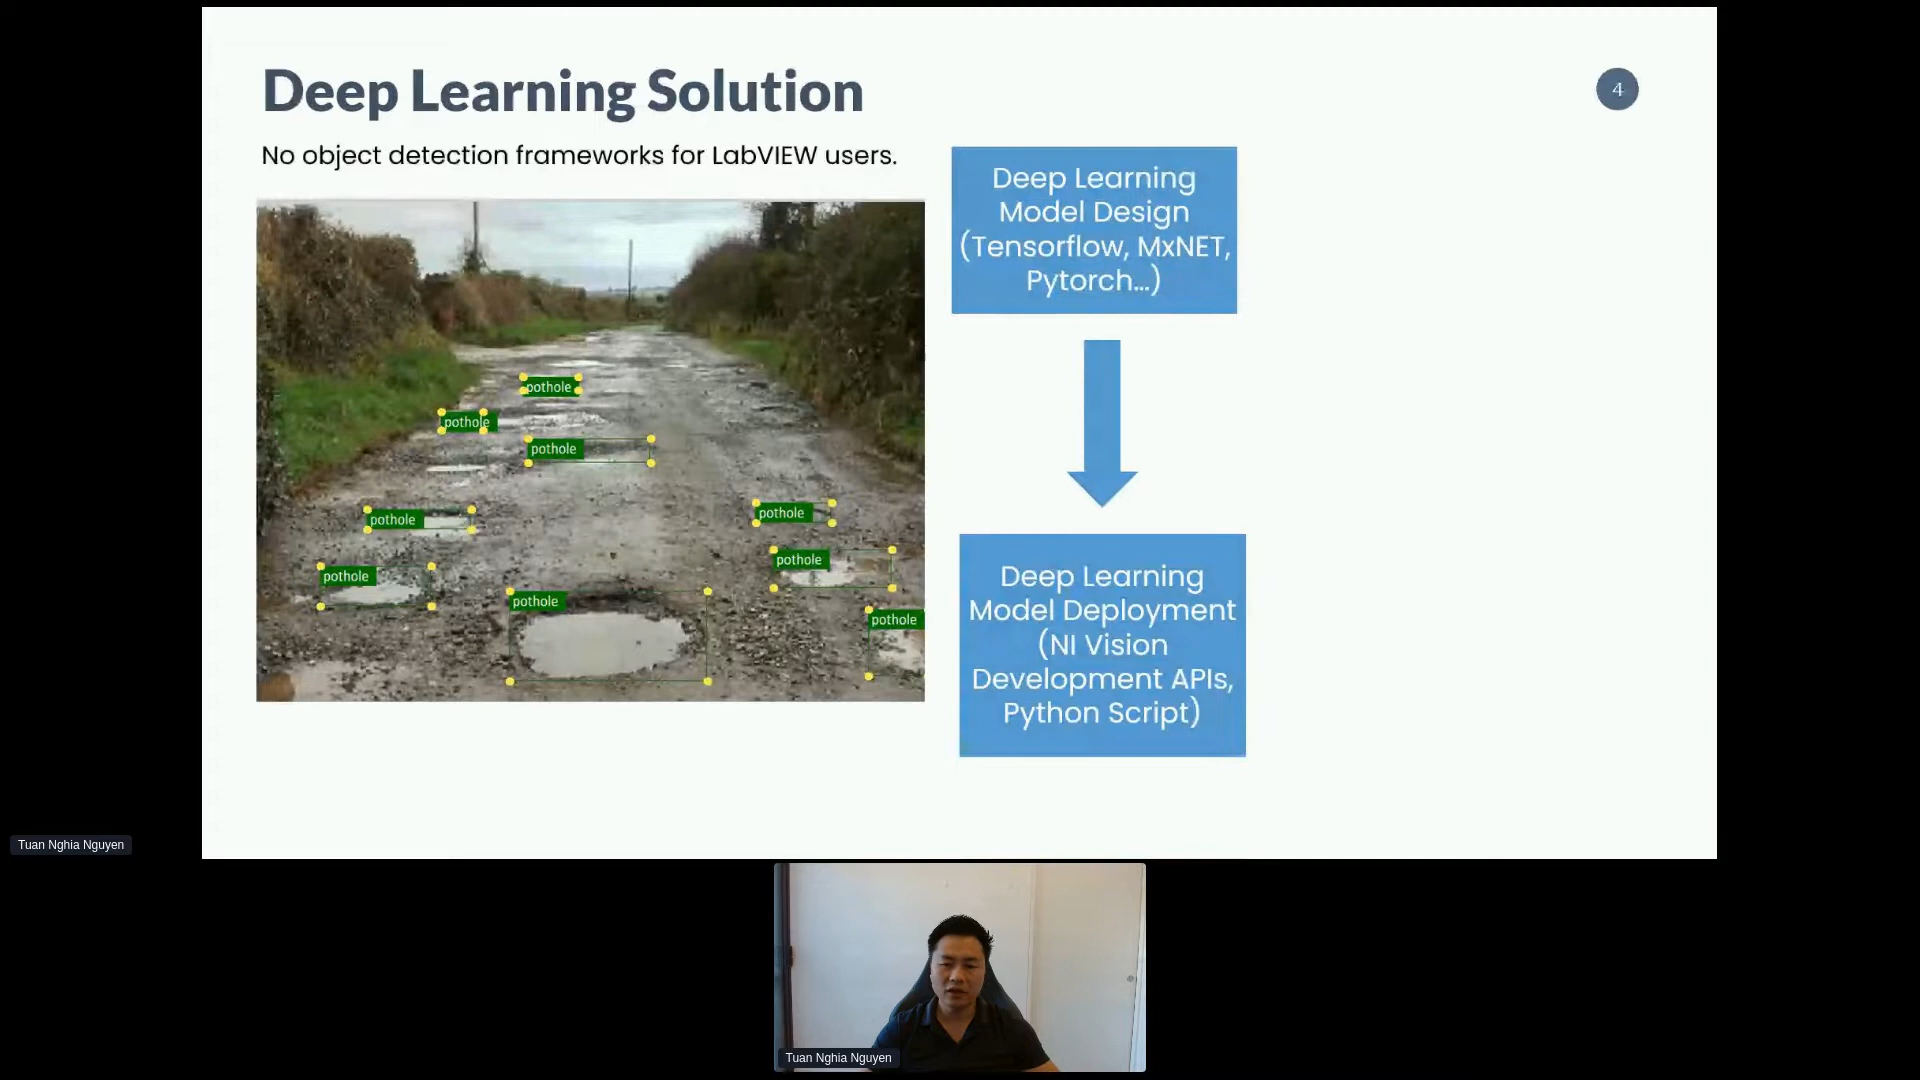 Deep Learning Solution
4
No object detection frameworks for LabVIEW users.
pothole
pothole
pothole
pothole
pothole
pothole
pothole
pothole
pothole
Deep Learning
Model Design
(Tensorflow, MxNET,
Pytorch...)
Deep Learning
Model Deployment
(NI Vision
Development APIs,
Python Script)
Tuan Nghia Nguyen
Tuan Nghia Nguyen